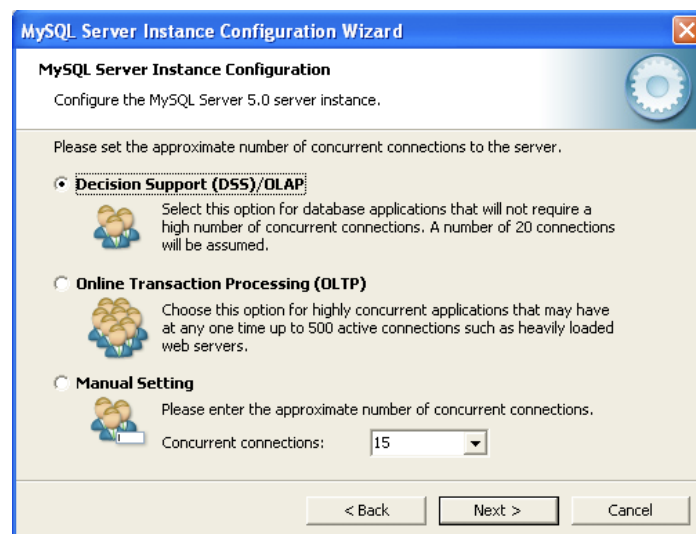 MySQL Server Instance Configuration Wizard
MySQL Server Instance Configuration
Configure the MySQL Server 5.0 server instance.
Please set the approximate number of concurrent connections to the server.
Decision Support (DSS)/OLAP
Select this option for database applications that will not require a
high number of concurrent connections. A number of 20 connections
will be assumed.
Online Transaction Processing (OLTP)
Choose this option for highly concurrent applications that may have
at any one time up to 500 active connections such as heavily loaded
web servers.
Manual Setting
Please enter the approximate number of concurrent connections.
Concurrent connections: 15
< Back Next > Cancel